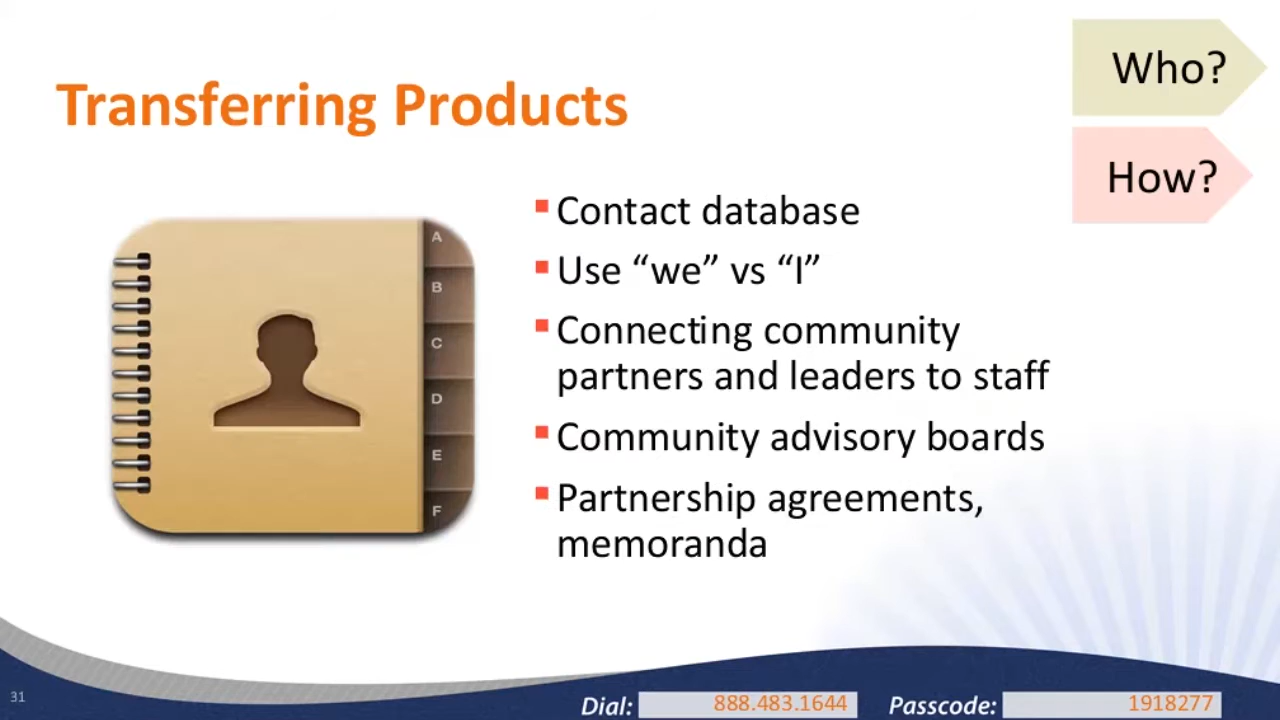 Who?
Transferring Products
How?
Contact database
Use “we” vs “I”
Connecting community
partners and leaders to staff
Community advisory boards
Partnership agreements,
memoranda
A
B
C
D
E
F
31
Dial: 888.483.1644 Passcode: 1918277